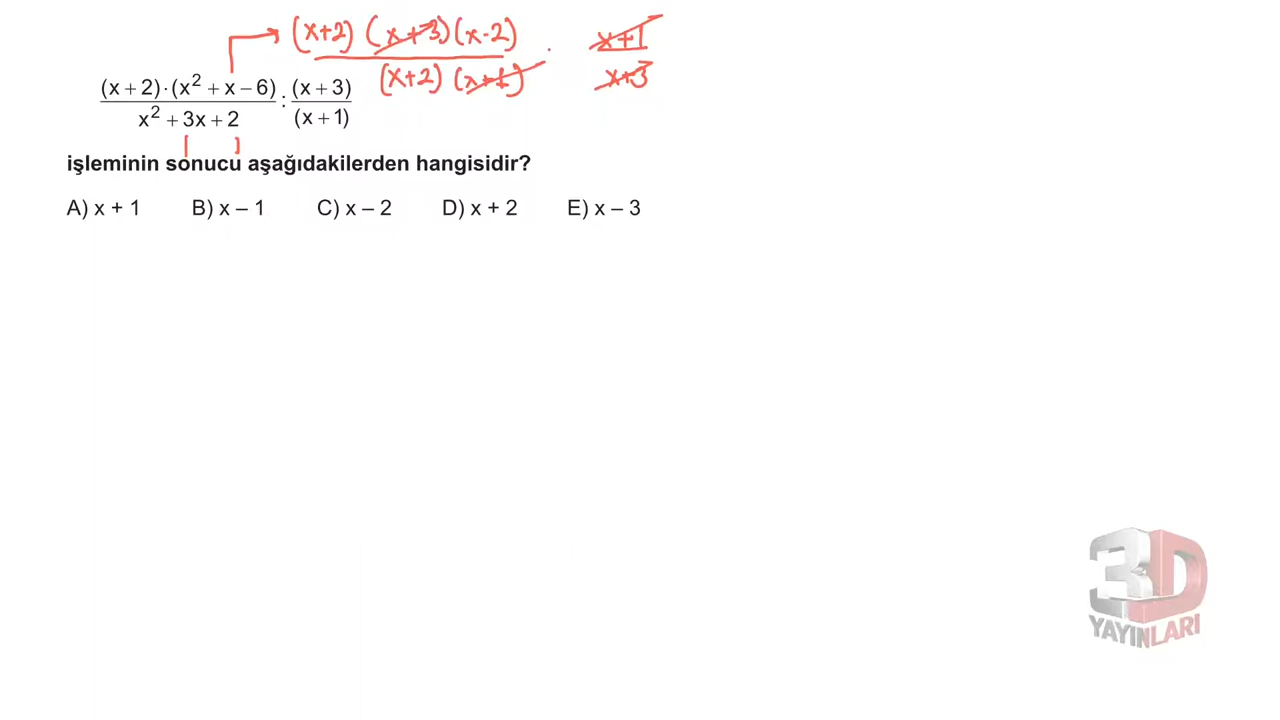 (x+2) (x+3)(x-2) . x+1
(x+2) (x+1) x+3
(x + 2)·(x² + x – 6) : (x + 3)
x² + 3x + 2 (x + 1)
işleminin sonucu aşağıdakilerden hangisidir?
A) x + 1 B) x – 1 C) x – 2 D) x + 2 E) x – 3
3D
YAYINLARI